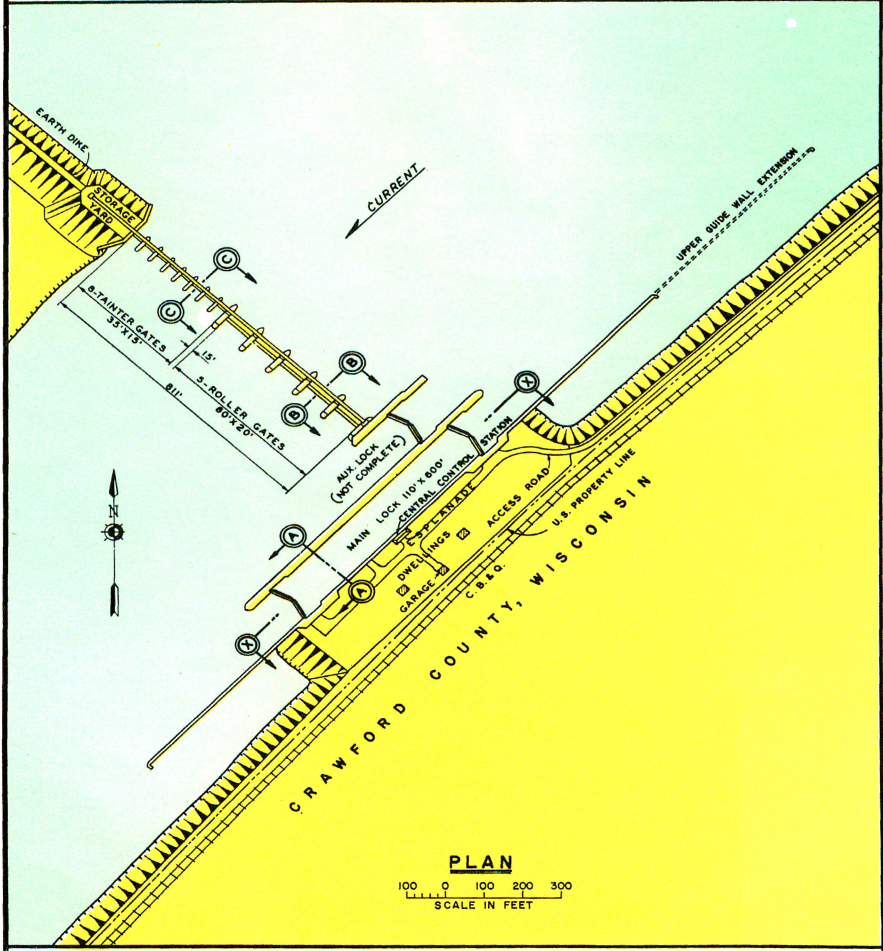 EARTH DIKE
STORAGE
YARD
CURRENT
UPPER GUIDE WALL EXTENSION
C
C
8-TAINTER GATES
35'X15'
15'
5-ROLLER GATES
80'X20'
811'
B
B
X
AUX. LOCK
(NOT COMPLETE)
MAIN LOCK 110' X 600'
CENTRAL CONTROL STATION
ESPLANADE
ACCESS ROAD
U.S. PROPERTY LINE
DWELLINGS
GARAGE
C. B. & Q.
N
A
A
X
CRAWFORD COUNTY, WISCONSIN
PLAN
100 0 100 200 300
SCALE IN FEET